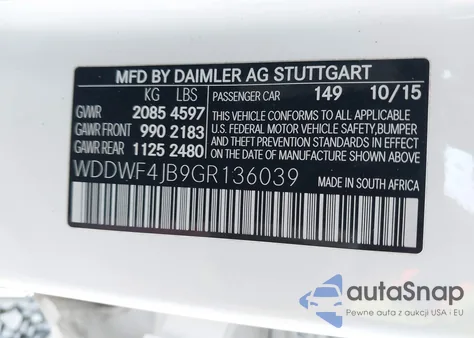 MFD BY DAIMLER AG STUTTGART
KG LBS PASSENGER CAR 149 10/15
GVWR 2085 4597
GAWR FRONT 990 2183
GAWR REAR 1125 2480
THIS VEHICLE CONFORMS TO ALL APPLICABLE
U.S. FEDERAL MOTOR VEHICLE SAFETY, BUMPER
AND THEFT PREVENTION STANDARDS IN EFFECT
ON THE DATE OF MANUFACTURE SHOWN ABOVE
WDDWF4JB9GR136039 MADE IN SOUTH AFRICA
autaSnap
Pewne auta z aukcji USA - EU